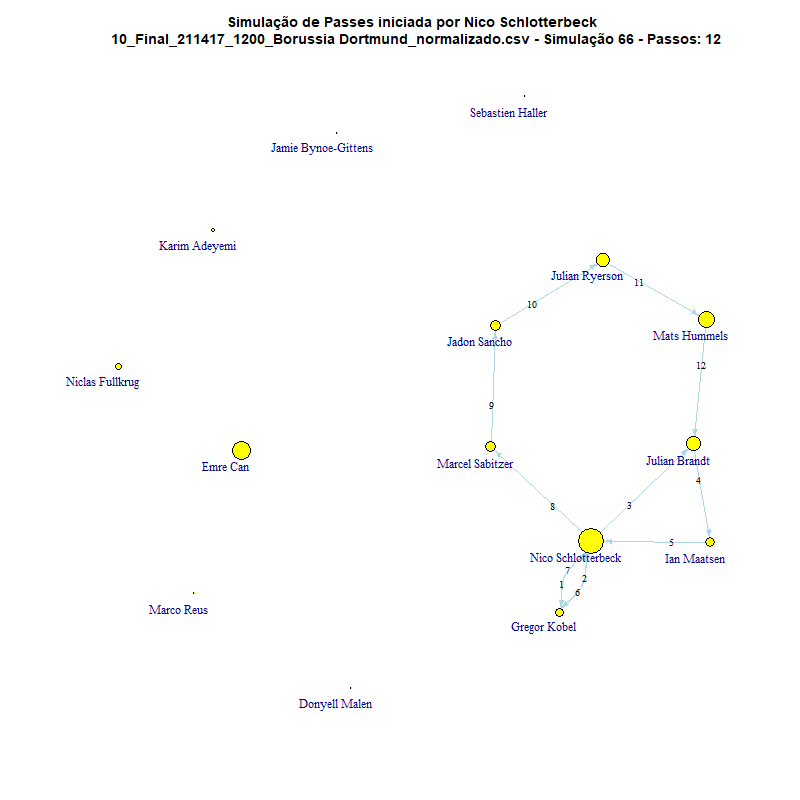 Simulação de Passes iniciada por Nico Schlotterbeck
10_Final_211417_1200_Borussia Dortmund_normalizado.csv - Simulação 66 - Passos: 12
Sebastien Haller
Jamie Bynoe-Gittens
Karim Adeyemi
Julian Ryerson
11
10
Jadon Sancho
Mats Hummels
12
Niclas Fullkrug
9
Marcel Sabitzer
Julian Brandt
Emre Can
4
8
3
5
Nico Schlotterbeck
Ian Maatsen
7
2
1
6
Marco Reus
Gregor Kobel
Donyell Malen